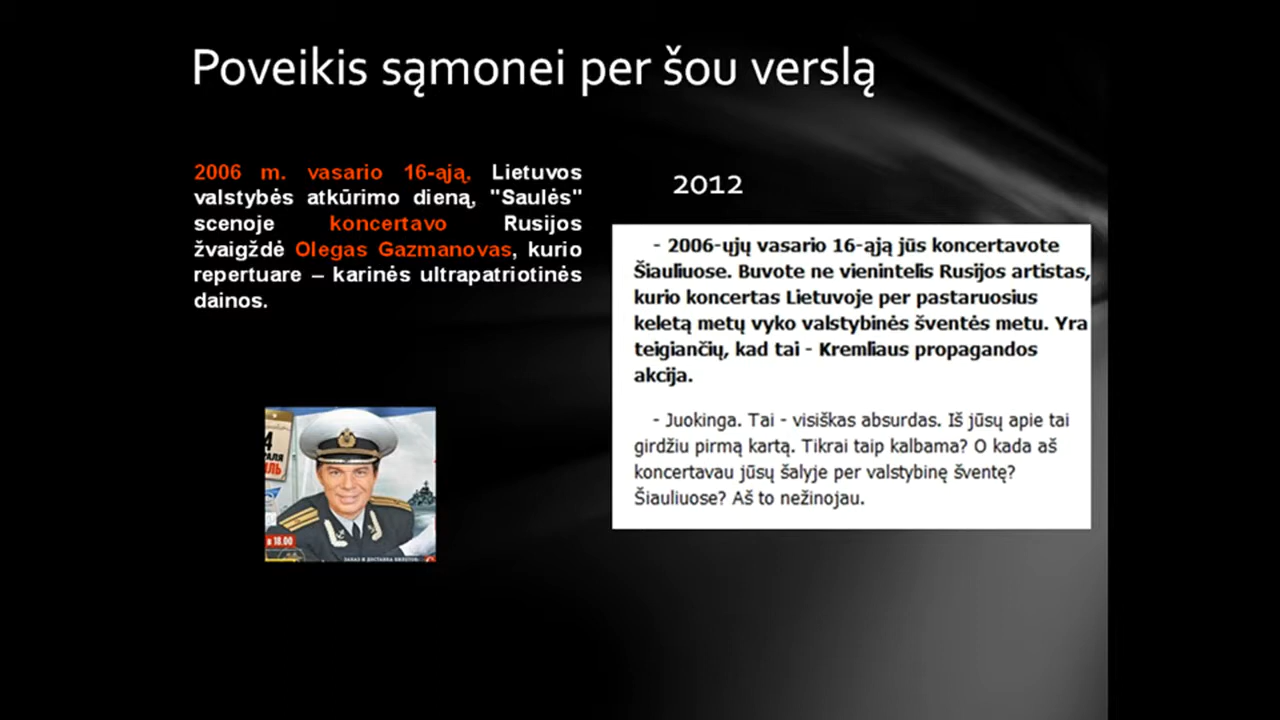 Poveikis sąmonei per šou verslą
2006 m. vasario 16-ąją, Lietuvos
valstybės atkūrimo dieną, "Saulės"
scenoje koncertavo Rusijos
žvaigždė Olegas Gazmanovas, kurio
repertuare – karinės ultrapatriotinės
dainos.
2012
- 2006-ųjų vasario 16-ąją jūs koncertavote
Šiauliuose. Buvote ne vienintelis Rusijos artistas,
kurio koncertas Lietuvoje per pastaruosius
keletą metų vyko valstybinės šventės metu. Yra
teigiančių, kad tai - Kremliaus propagandos
akcija.
- Juokinga. Tai - visiškas absurdas. Iš jūsų apie tai
girdžiu pirmą kartą. Tikrai taip kalbama? O kada aš
koncertavau jūsų šalyje per valstybinę šventę?
Šiauliuose? Aš to nežinojau.
в 18.00